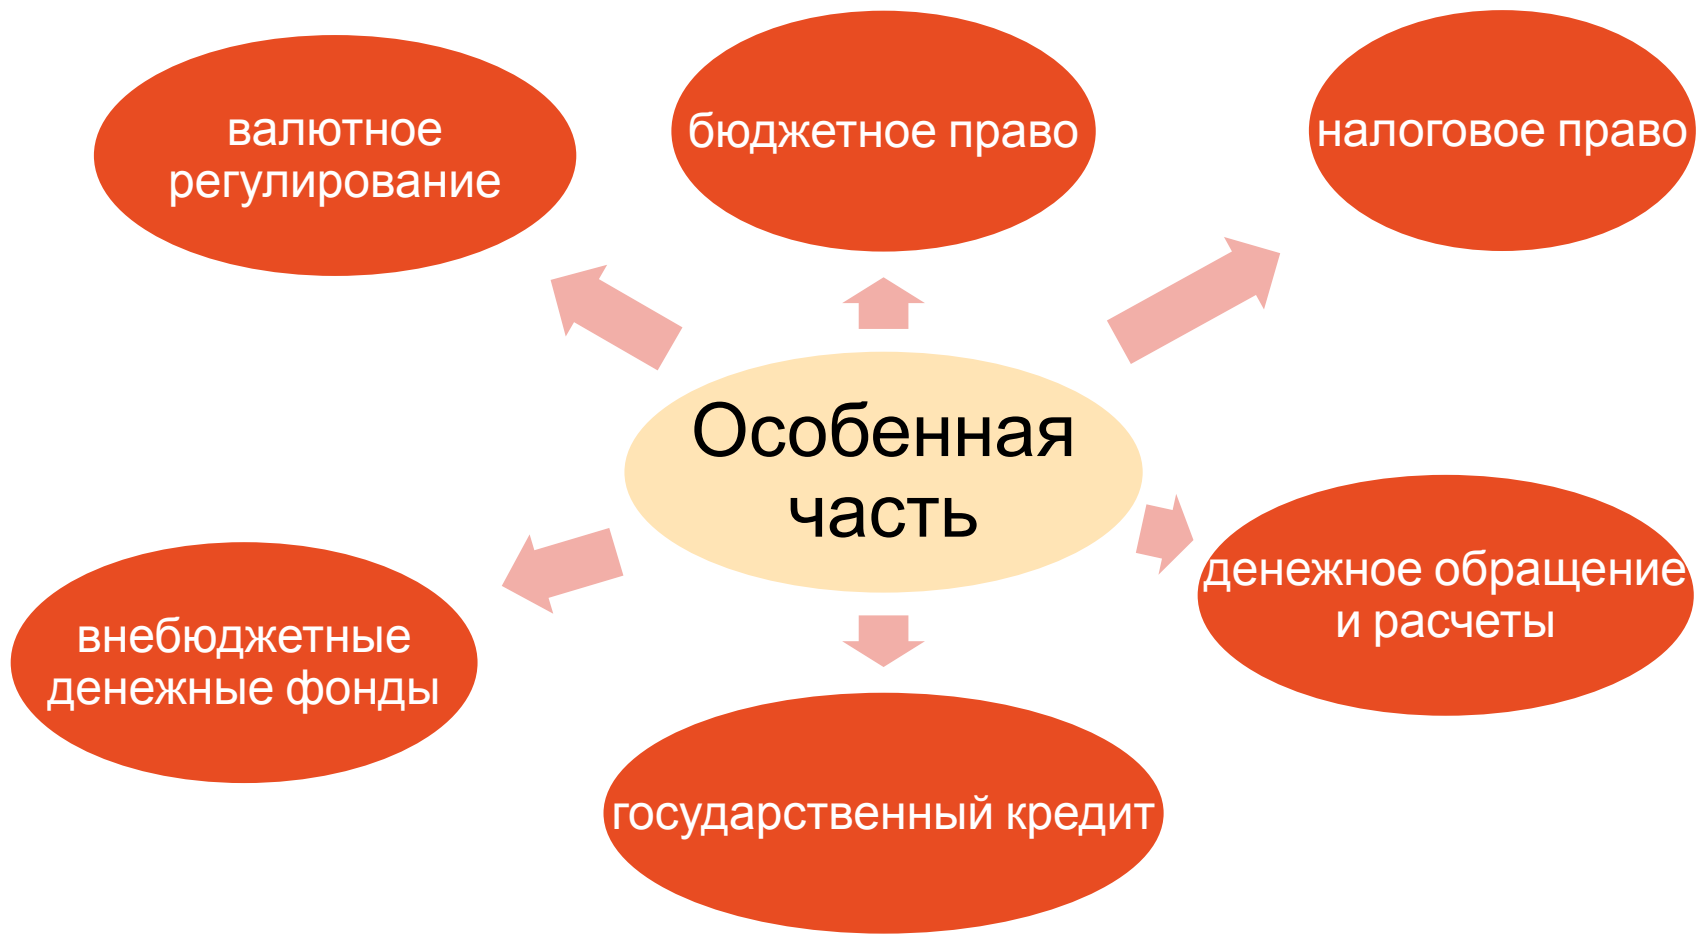 валютное
регулирование
бюджетное право
налоговое право
Особенная
часть
денежное обращение
и расчеты
внебюджетные
денежные фонды
государственный кредит